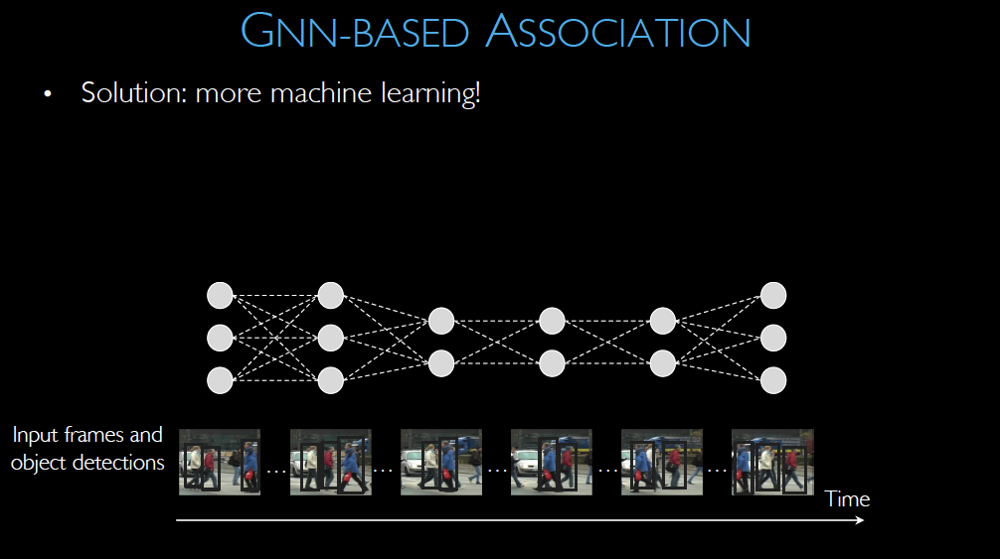 GNN-BASED ASSOCIATION
• Solution: more machine learning!
Input frames and
object detections
... ... ... ... ...
Time